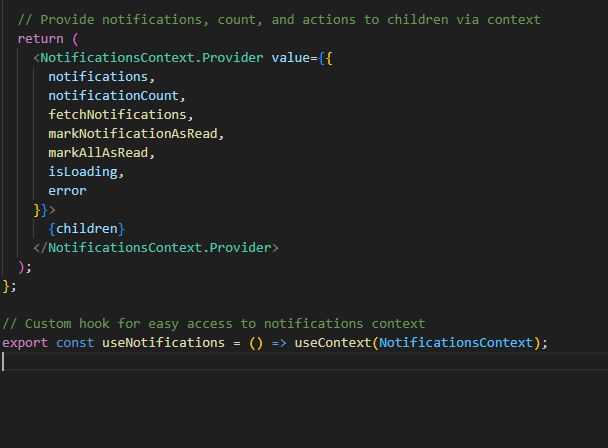 // Provide notifications, count, and actions to children via context
return (
<NotificationsContext.Provider value={{
notifications,
notificationCount,
fetchNotifications,
markNotificationAsRead,
markAllAsRead,
isLoading,
error
}}>
{children}
</NotificationsContext.Provider>
);
};
// Custom hook for easy access to notifications context
export const useNotifications = () => useContext(NotificationsContext);